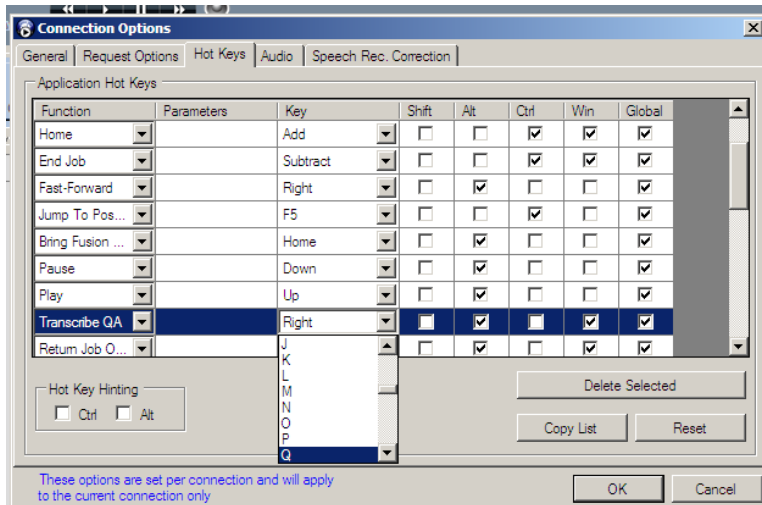 Connection Options
General Request Options Hot Keys Audio Speech Rec. Correction
Application Hot Keys
Function Parameters Key Shift Alt Ctrl Win Global
Home Add
End Job Subtract
Fast-Forward Right
Jump To Pos... F5
Bring Fusion ... Home
Pause Down
Play Up
Transcribe QA Right
Return Job O...
J
K
L
M
N
O
P
Q
Hot Key Hinting
Ctrl Alt
Delete Selected
Copy List Reset
These options are set per connection and will apply
to the current connection only
OK Cancel